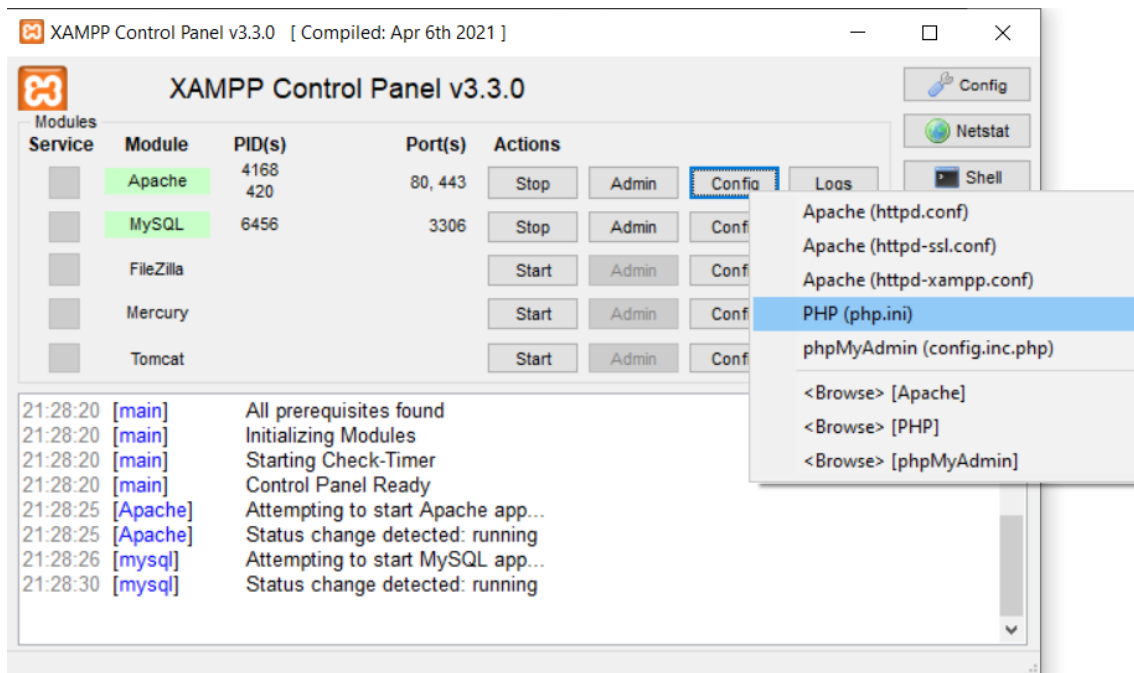 XAMPP Control Panel v3.3.0 [ Compiled: Apr 6th 2021 ]
XAMPP Control Panel v3.3.0
Config
Modules
Netstat
Service Module PID(s) Port(s) Actions
Shell
Apache 4168 420 80, 443 Stop Admin Config Logs
MySQL 6456 3306 Stop Admin Conf
FileZilla Start Admin Conf
Mercury Start Admin Conf
Tomcat Start Admin Conf
Apache (httpd.conf)
Apache (httpd-ssl.conf)
Apache (httpd-xampp.conf)
PHP (php.ini)
phpMyAdmin (config.inc.php)
<Browse> [Apache]
<Browse> [PHP]
<Browse> [phpMyAdmin]
21:28:20 [main] All prerequisites found
21:28:20 [main] Initializing Modules
21:28:20 [main] Starting Check-Timer
21:28:20 [main] Control Panel Ready
21:28:25 [Apache] Attempting to start Apache app...
21:28:25 [Apache] Status change detected: running
21:28:26 [mysql] Attempting to start MySQL app...
21:28:30 [mysql] Status change detected: running